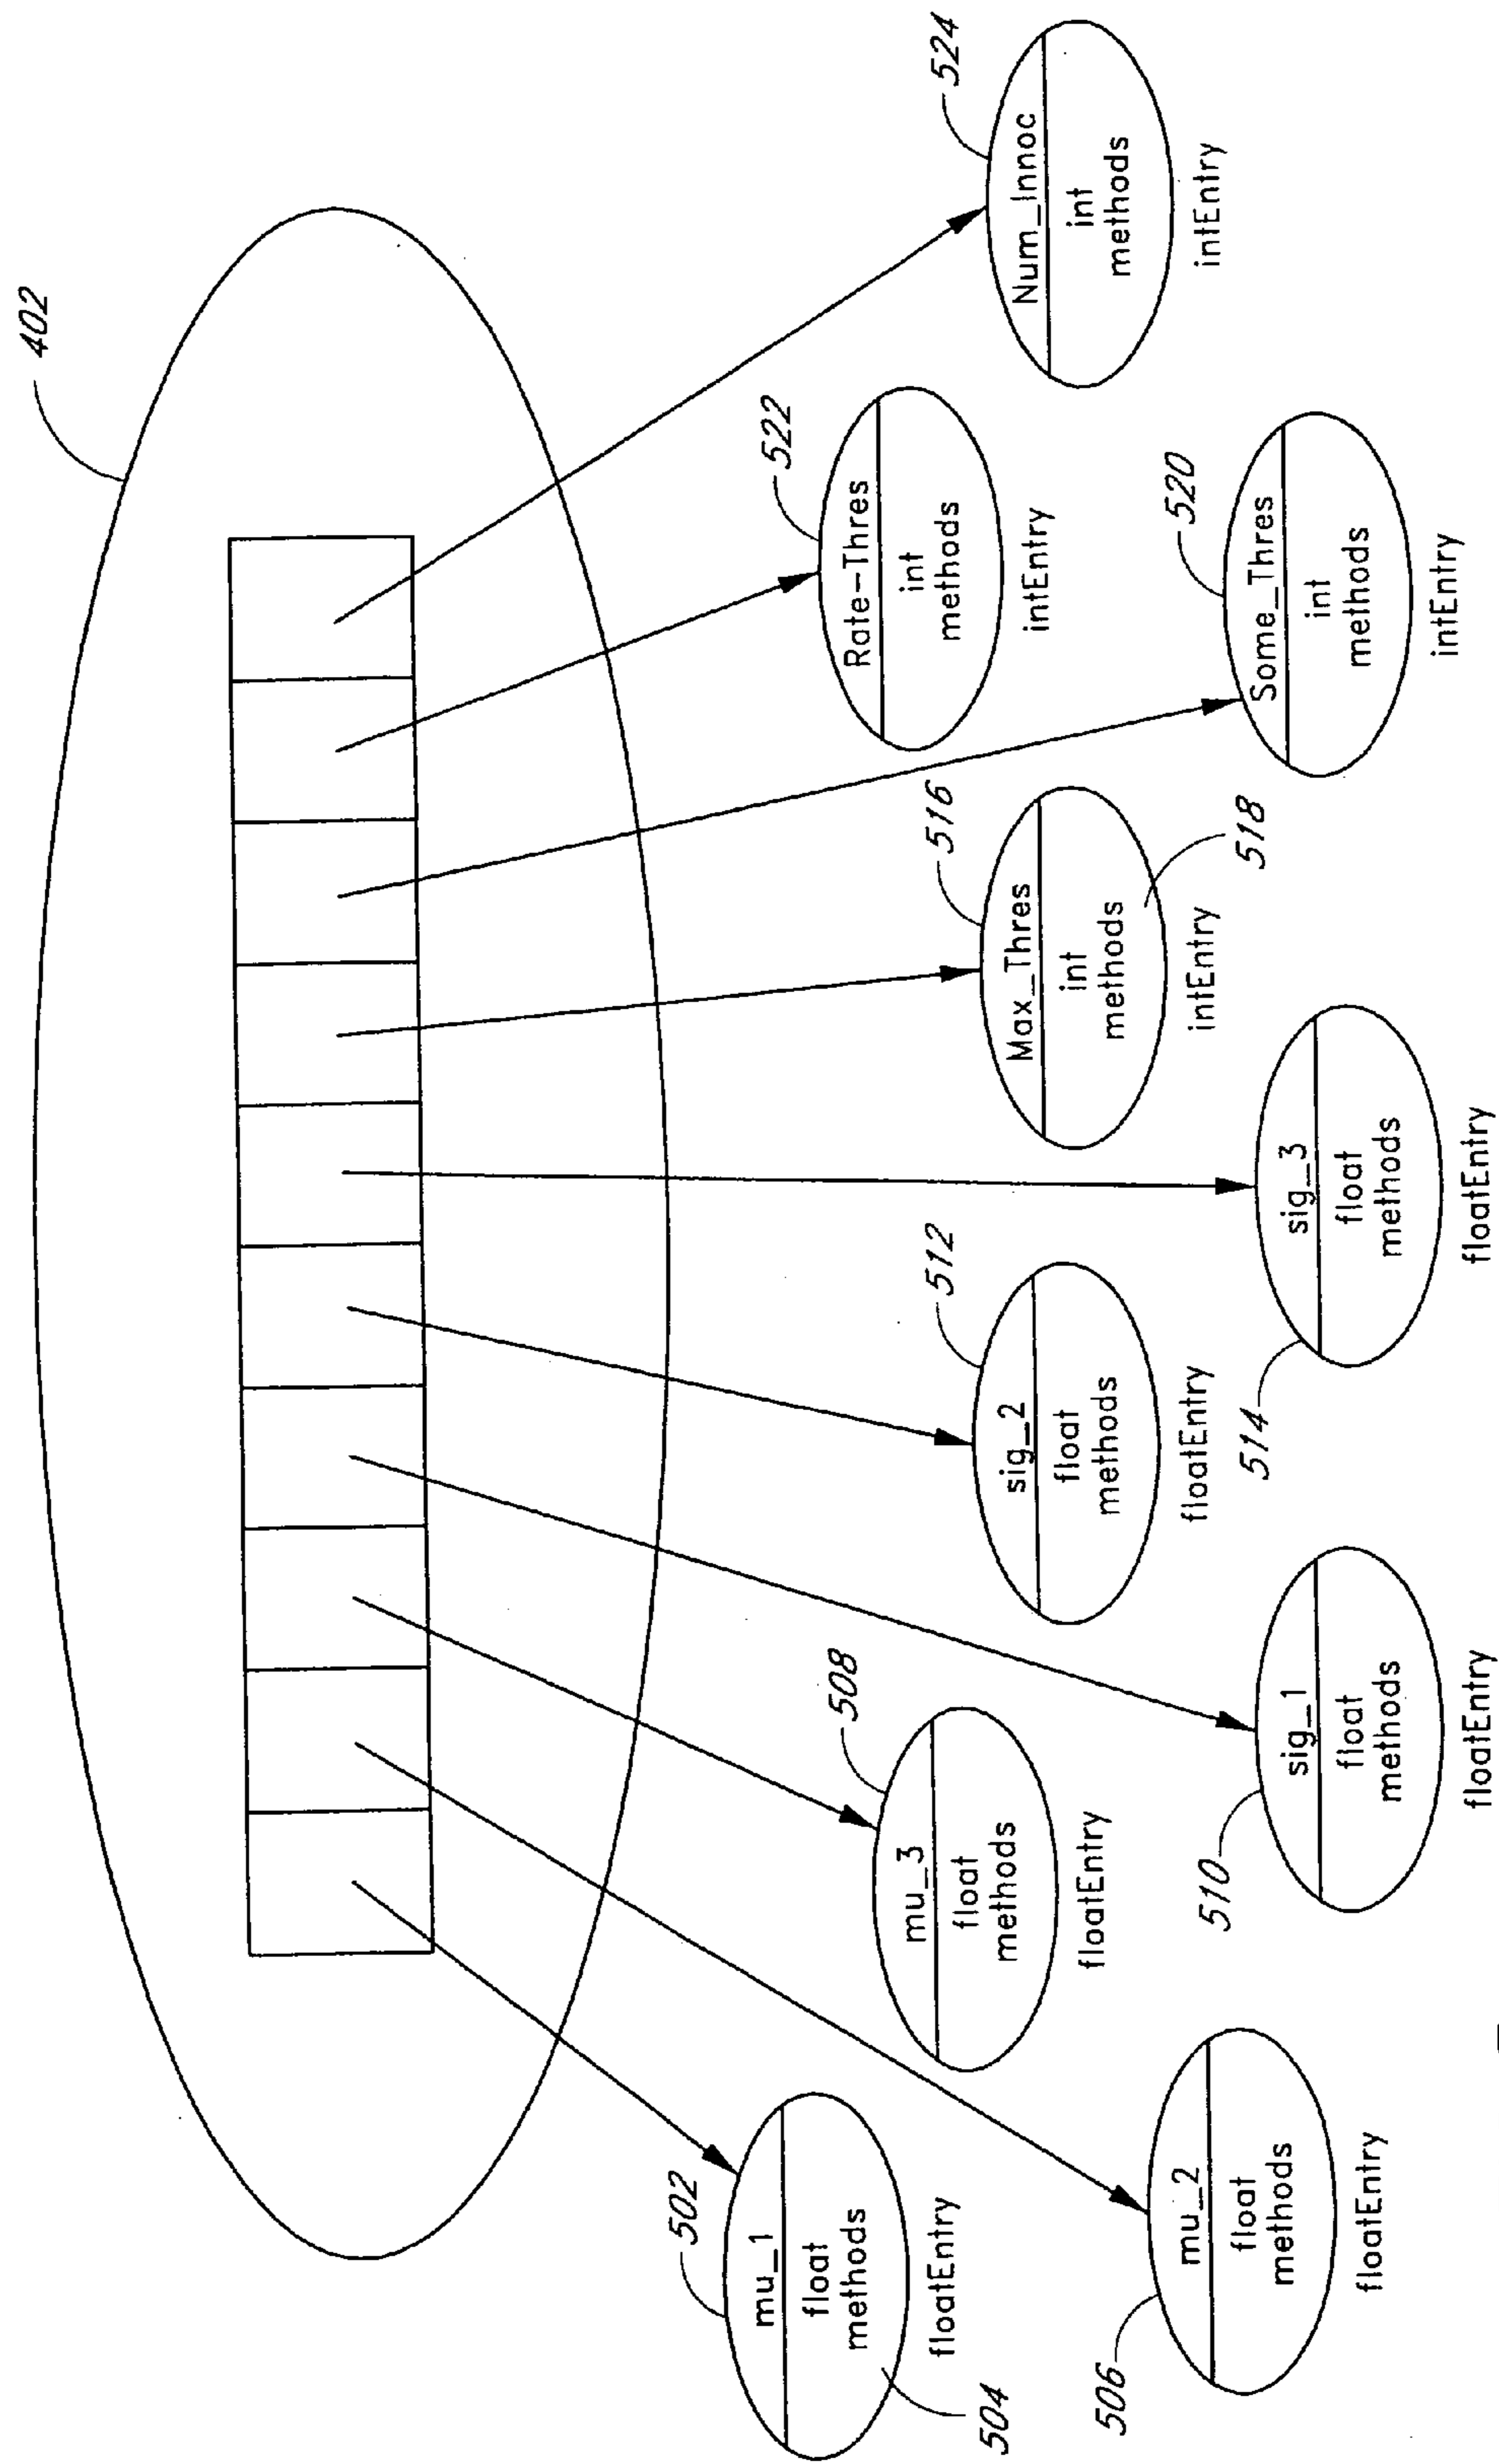 402
502
mu_1
float
methods
504
floatEntry
506
mu_2
float
methods
floatEntry
508
mu_3
float
methods
floatEntry
510
sig_1
float
methods
floatEntry
512
sig_2
float
methods
floatEntry
514
sig_3
float
methods
floatEntry
516
Max_Thres
int
methods
518
intEntry
520
Some_Thres
int
methods
intEntry
522
Rate-Thres
int
methods
intEntry
524
Num_Innoc
int
methods
intEntry